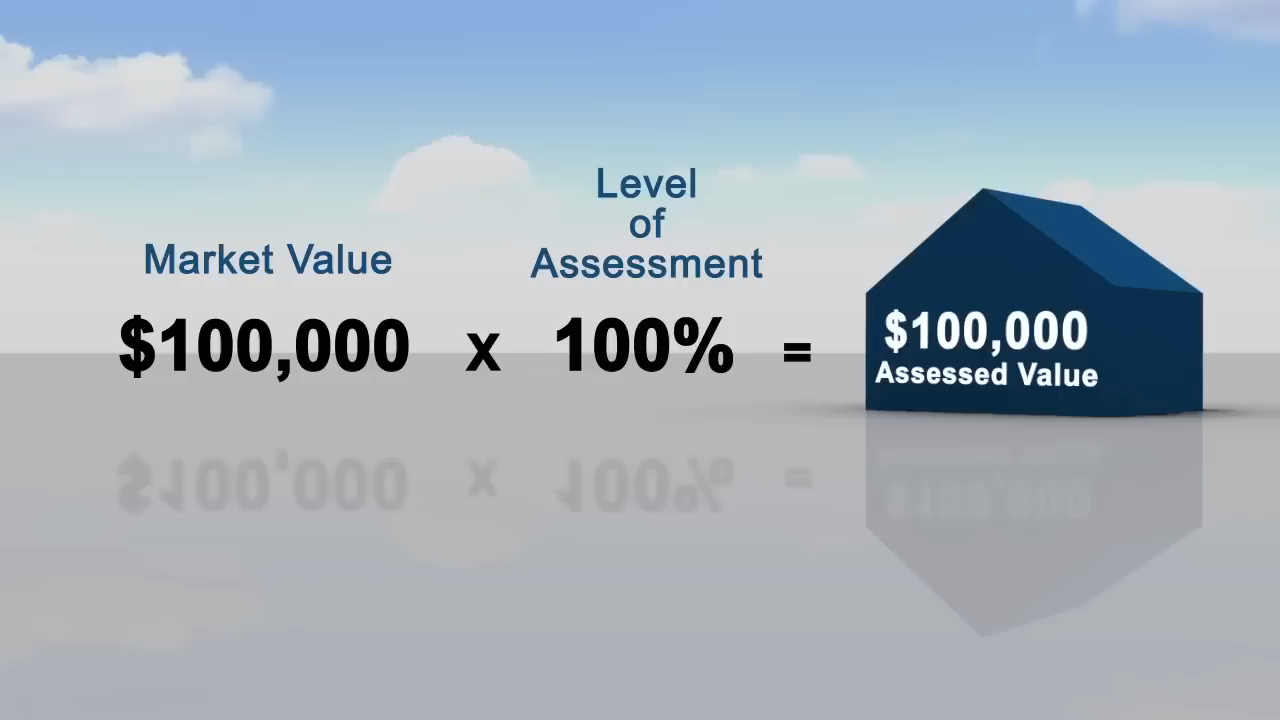 Market Value
Level
of
Assessment
$100,000 x 100% =
$100,000
Assessed Value